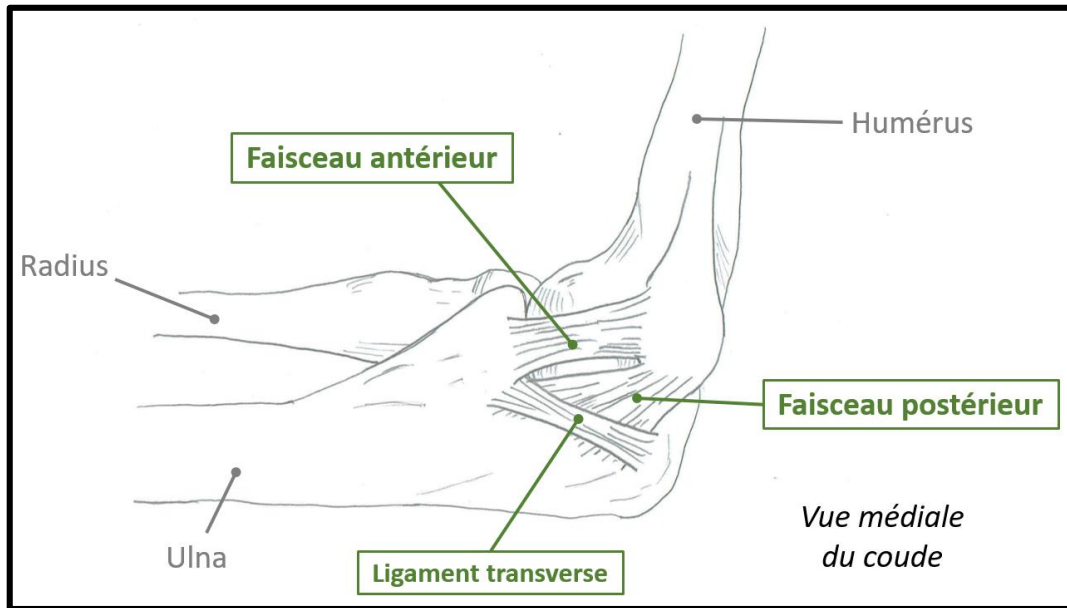 Humérus
Faisceau antérieur
Radius
Faisceau postérieur
Vue médiale
du coude
Ulna
Ligament transverse